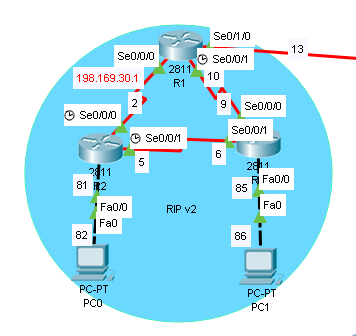 Se0/1/0
13
Se0/0/0
Se0/0/1
2811
R1
10
198.169.30.1
2
9
Se0/0/0
Se0/0/0
Se0/0/1
Se0/0/1
5
6
2811
R2
2811
81
Fa0/0
85
Fa0/0
RIP v2
82
Fa0
86
Fa0
PC-PT
PC0
PC-PT
PC1